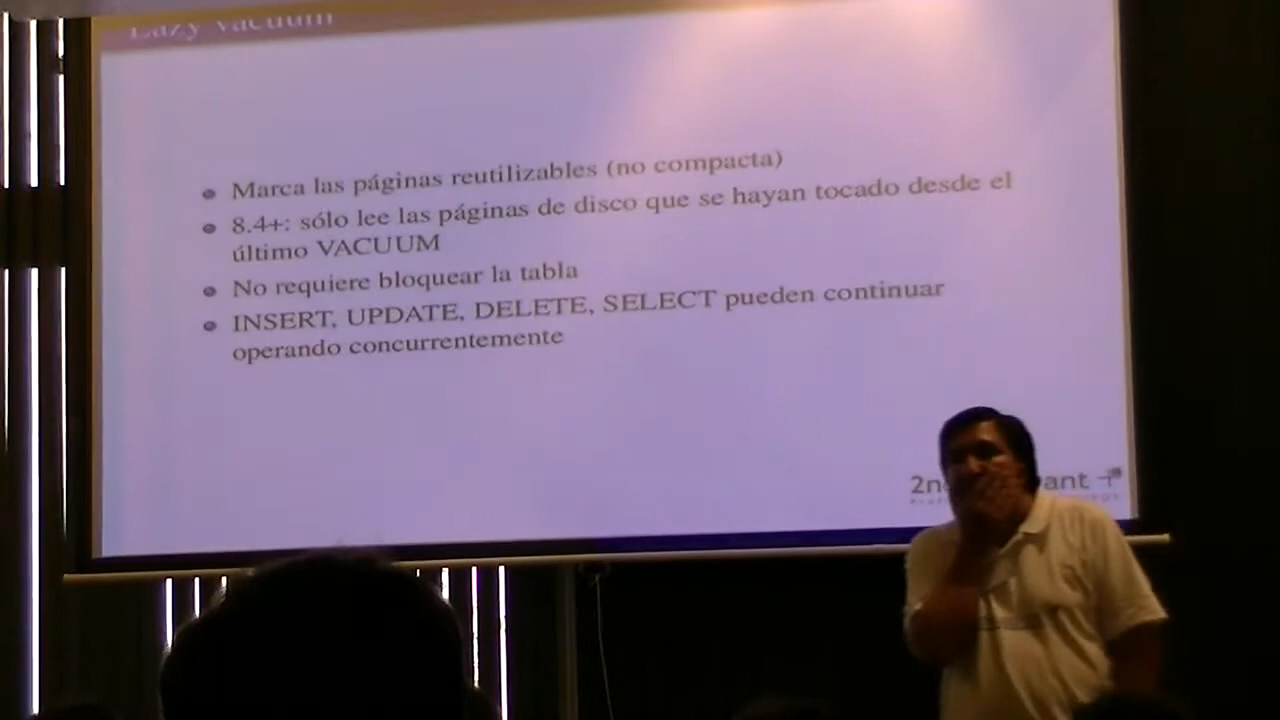 Lazy vacuum
Marca las páginas reutilizables (no compacta)
8.4+: sólo lee las páginas de disco que se hayan tocado desde el
último VACUUM
No requiere bloquear la tabla
INSERT, UPDATE, DELETE, SELECT pueden continuar
operando concurrentemente